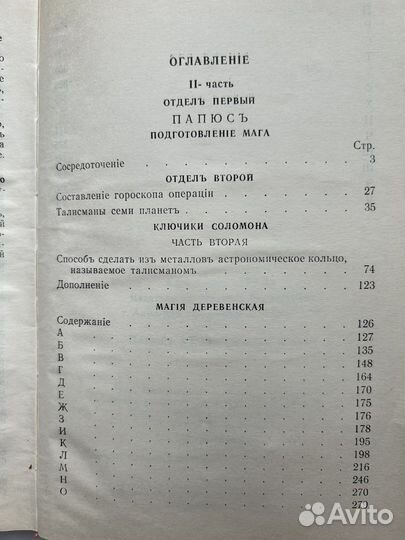 ОГЛАВЛЕНІЕ
II- часть
ОТДЕЛЪ ПЕРВЫЙ
ПАПЮСЪ
ПОДГОТОВЛЕНІЕ МАГА
Стр.
Сосредоточеніе 3
ОТДЕЛЪ ВТОРОЙ
Составленіе гороскопа операціи 27
Талисманы семи планетъ 35
КЛЮЧИКИ СОЛОМОНА
ЧАСТЬ ВТОРАЯ
Способъ сделать изъ металловъ астрономическое кольцо,
называемое талисманомъ 74
Дополненіе 123
МАГІЯ ДЕРЕВЕНСКАЯ
Содержаніе 126
А 127
Б 135
В 148
Г 164
Д 170
Е 175
Ж 176
З 178
И 195
К 198
Л 216
М 246
Н 270
О
Avito